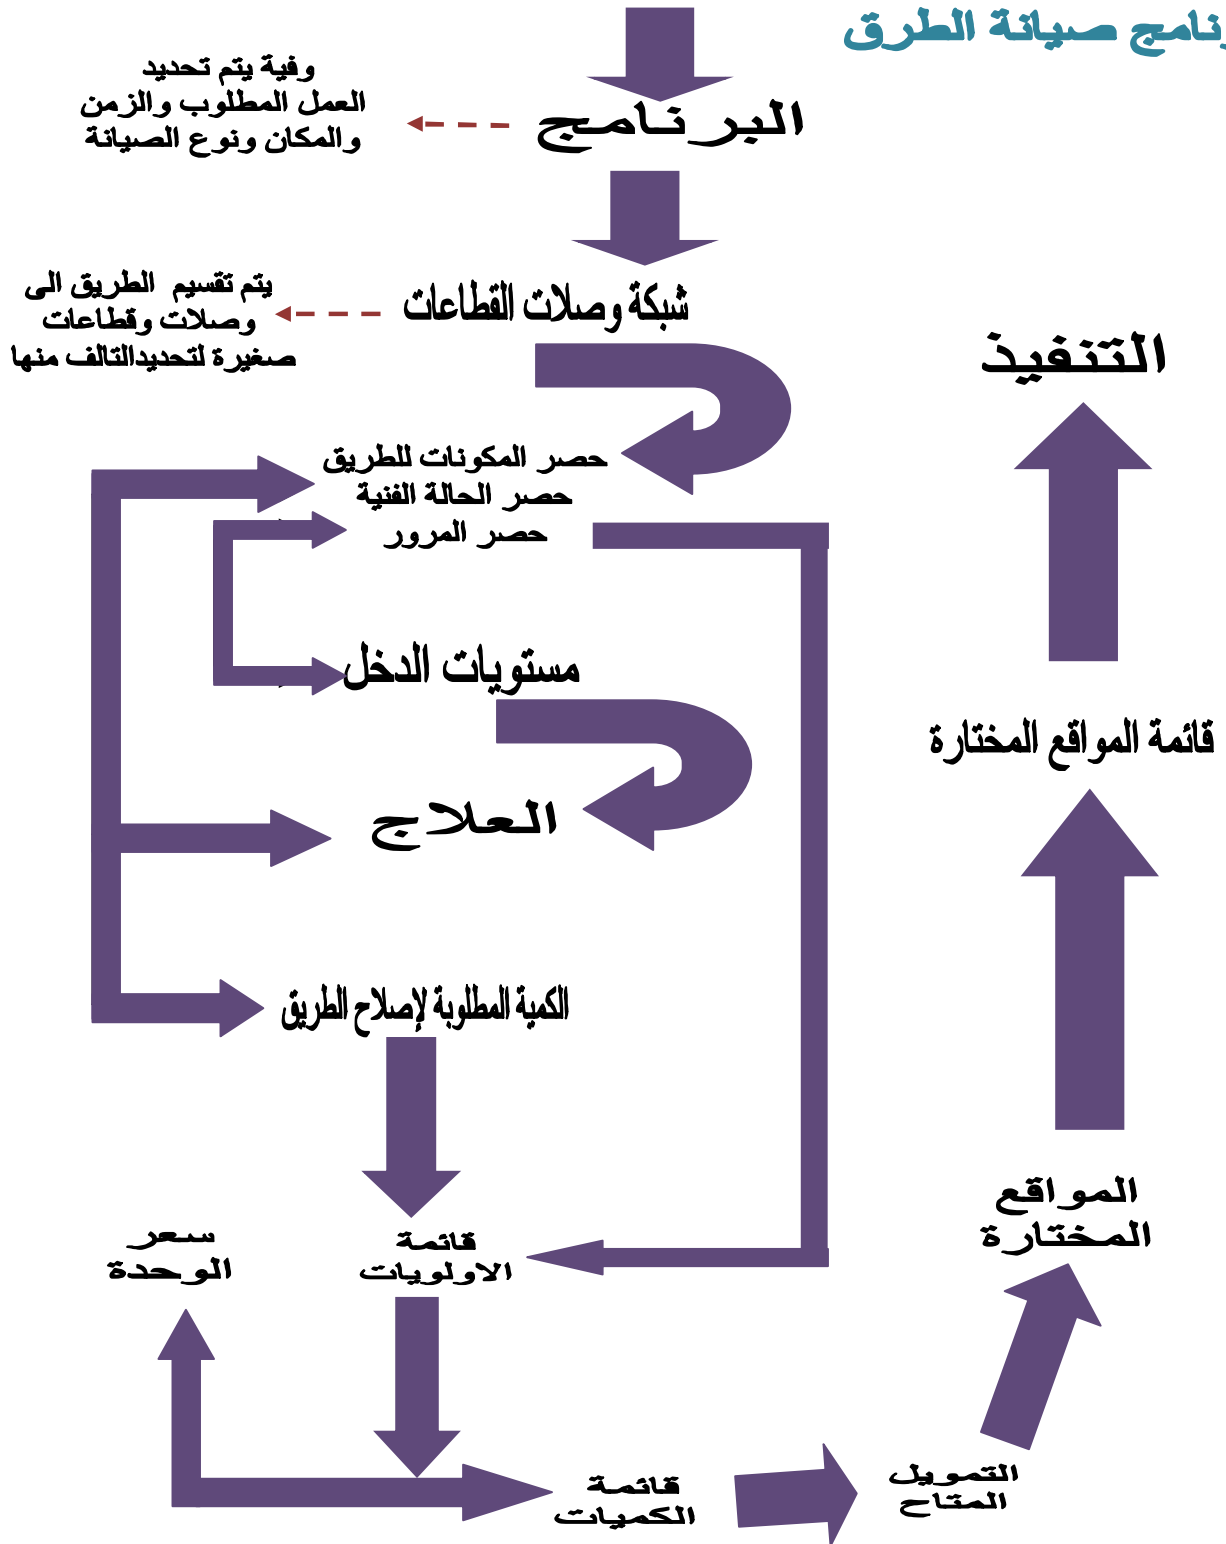 رنامج صيانة الطرق
البرنامج
وفية يتم تحديد
العمل المطلوب والزمن
والمكان ونوع الصيانة
شبكة وصلات القطاعات
يتم تقسيم الطريق الى
وصلات وقطاعات
صغيرة لتحديدالتالف منها
حصر المكونات للطريق
حصر الحالة الفنية
حصر المرور
مستويات الدخل
العلاج
الكمية المطلوبة لإصلاح الطريق
قائمة
الاولويات
سعر
الوحدة
قائمة
الكميات
التمويل
المتاح
المواقع
المختارة
قائمة المواقع المختارة
التنفيذ